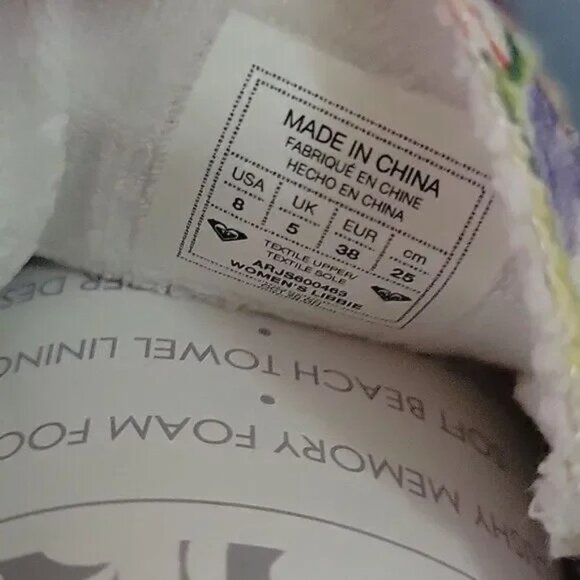 MADE IN CHINA
FABRIQUÉ EN CHINE
HECHO EN CHINA
USA UK EUR cm
8 5 38 25
TEXTILE UPPER/
TEXTILE SOLE
ARJS600463
WOMEN'S LIBBIE
SOFT BEACH TOWEL LINING
MEMORY FOAM